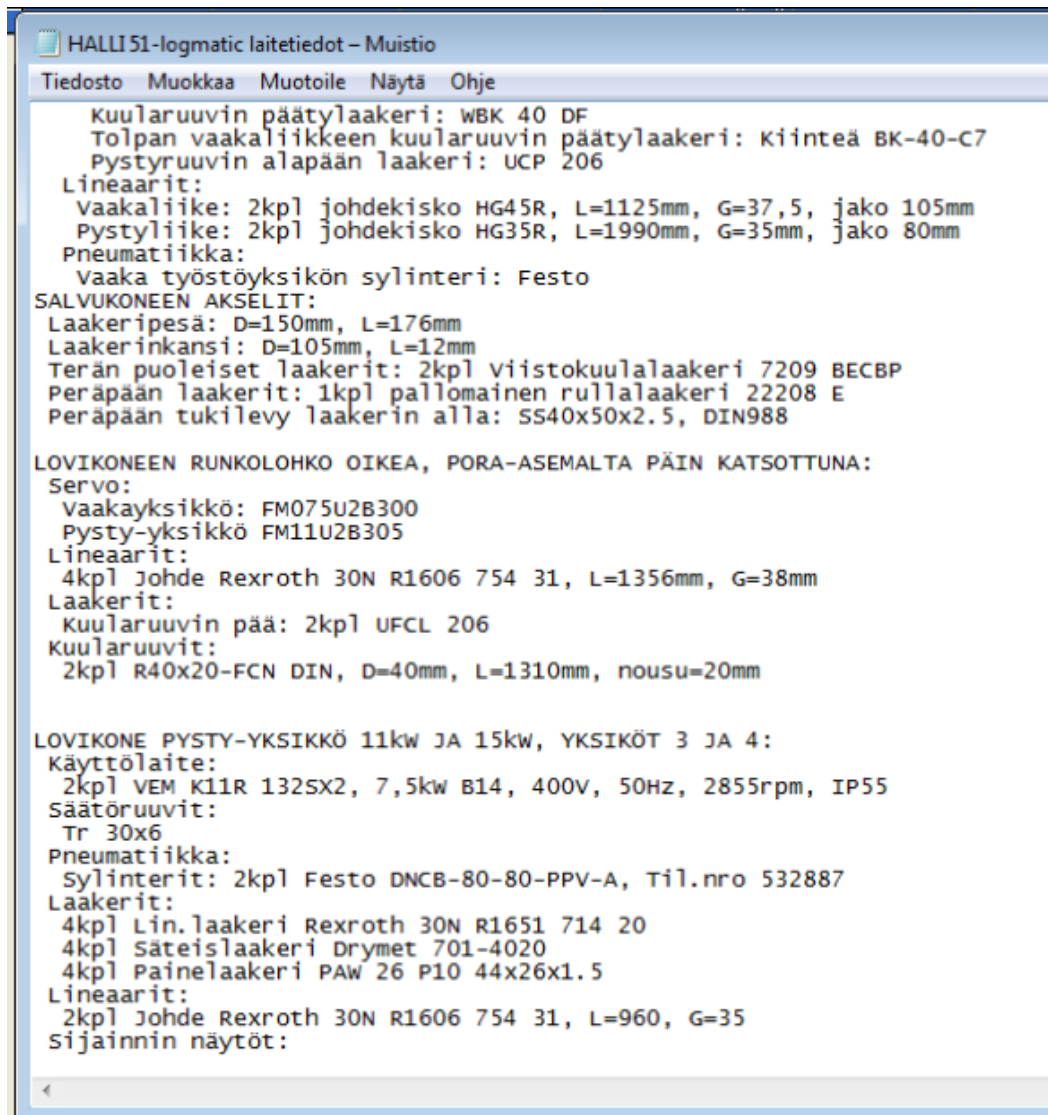 HALLI 51-logmatic laitetiedot – Muistio
Tiedosto Muokkaa Muotoile Näytä Ohje
Kuularuuvin päätylaakeri: WBK 40 DF
Tolpan vaakaliikkeen kuularuuvin päätylaakeri: Kiinteä BK-40-C7
Pystyruuvin alapään laakeri: UCP 206
Lineaarit:
Vaakaliike: 2kpl johdekisko HG45R, L=1125mm, G=37,5, jako 105mm
Pystyliike: 2kpl johdekisko HG35R, L=1990mm, G=35mm, jako 80mm
Pneumatiikka:
Vaaka työstöyksikön sylinteri: Festo
SALVUKONEEN AKSELIT:
Laakeripesä: D=150mm, L=176mm
Laakerinkansi: D=105mm, L=12mm
Terän puoleiset laakerit: 2kpl Viistokuulalaakeri 7209 BECBP
Peräpään laakerit: 1kpl pallomainen rullalaakeri 22208 E
Peräpään tukilevy laakerin alla: SS40x50x2.5, DIN988
LOVIKONEEN RUNKOLOHKO OIKEA, PORA-ASEMALTA PÄIN KATSOTTUNA:
Servo:
Vaakayksikkö: FM075U2B300
Pysty-yksikkö FM11U2B305
Lineaarit:
4kpl Johde Rexroth 30N R1606 754 31, L=1356mm, G=38mm
Laakerit:
Kuularuuvin pää: 2kpl UFCL 206
Kuularuuvit:
2kpl R40x20-FCN DIN, D=40mm, L=1310mm, nousu=20mm
LOVIKONE PYSTY-YKSIKKÖ 11kW JA 15kW, YKSIKÖT 3 JA 4:
Käyttölaite:
2kpl VEM K11R 132SX2, 7,5kW B14, 400V, 50Hz, 2855rpm, IP55
Säätöruuvit:
Tr 30x6
Pneumatiikka:
Sylinterit: 2kpl Festo DNCB-80-80-PPV-A, Til.nro 532887
Laakerit:
4kpl Lin.laakeri Rexroth 30N R1651 714 20
4kpl Säteislaakeri Drymet 701-4020
4kpl Painelaakeri PAW 26 P10 44x26x1.5
Lineaarit:
2kpl Johde Rexroth 30N R1606 754 31, L=960, G=35
Sijainnin näytöt: